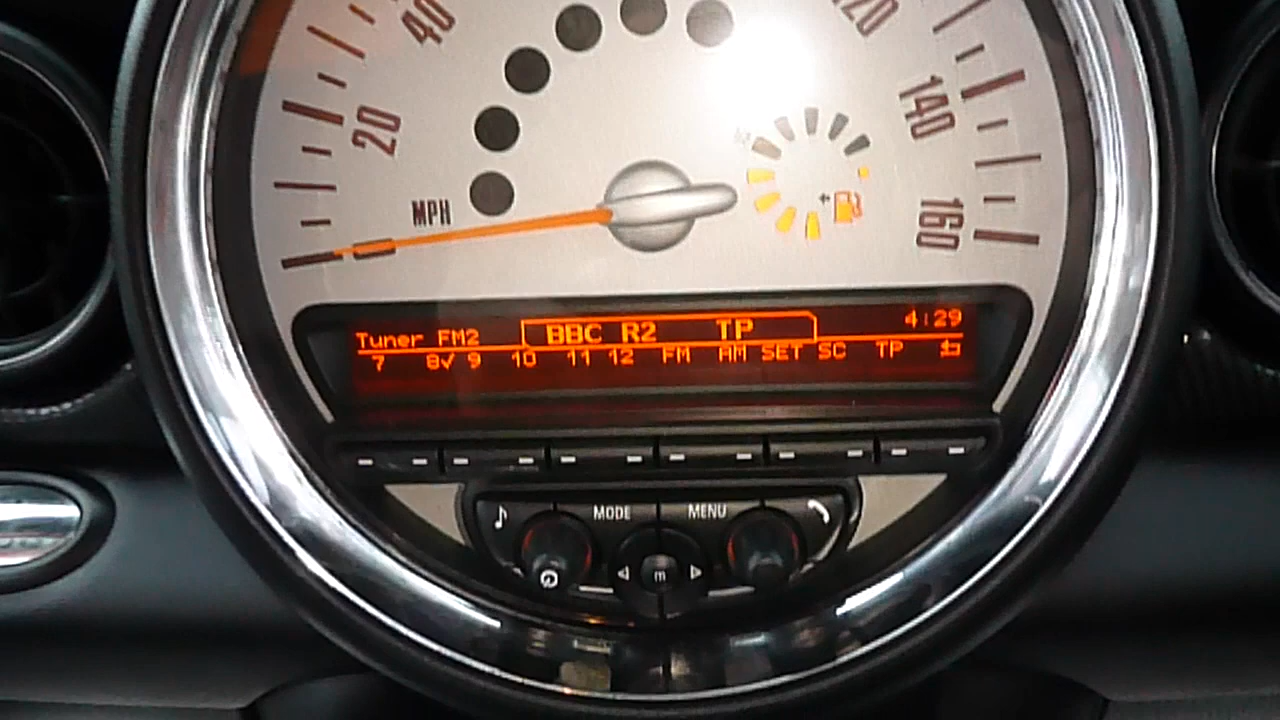 40
120
20
140
MPH
160
Tuner FM2 BBC R2 TP 4:29
7 8✓ 9 10 11 12 FM AM SET SC TP
MODE MENU
m